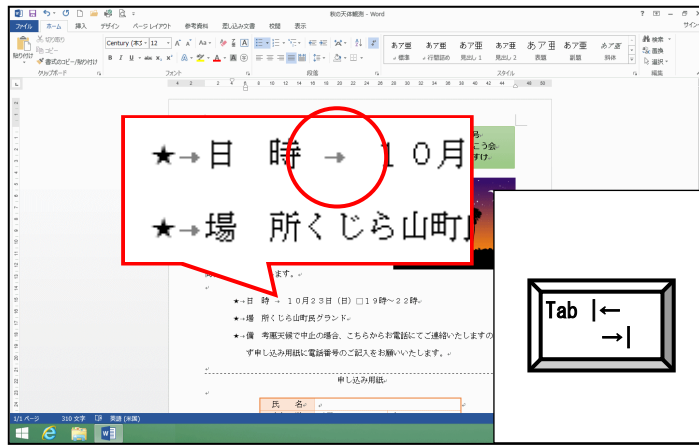 秋の天体観測 - Word
サイン
ファイル ホーム 挿入 デザイン ページ レイアウト 参考資料 差し込み文書 校閲 表示
切り取り
コピー
書式のコピー/貼り付け
貼り付け
Century (本文 12
標準 行間詰め 見出し 1 見出し 2 表題 副題 斜体
検索
置換
選択
クリップボード フォント 段落 スタイル 編集
★→日 時 → 10月
★→場 所くじら山町
ます。
★→日 時 → 10月23日(日)□19時~22時
★→場 所くじら山町民グランド
★→備 考悪天候で中止の場合、こちらからお電話にてご連絡いたしますの
ず申し込み用紙に電話番号のご記入をお願いいたします。
申し込み用紙
氏 名
Tab |←
→|
1/1 ページ 310 文字 英語 (米国)